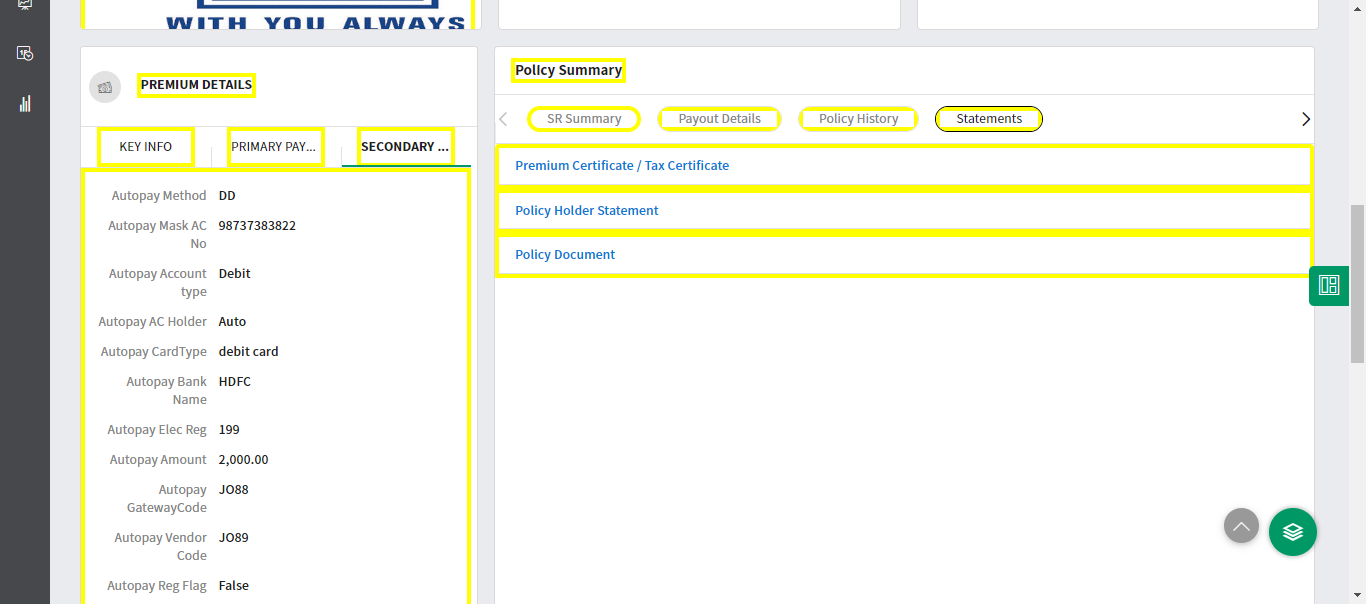 WITH YOU ALWAYS
PREMIUM DETAILS
KEY INFO
PRIMARY PAY...
SECONDARY ...
Autopay Method DD
Autopay Mask AC No 98737383822
Autopay Account type Debit
Autopay AC Holder Auto
Autopay CardType debit card
Autopay Bank Name HDFC
Autopay Elec Reg 199
Autopay Amount 2,000.00
Autopay GatewayCode JO88
Autopay Vendor Code JO89
Autopay Reg Flag False
Policy Summary
SR Summary
Payout Details
Policy History
Statements
Premium Certificate / Tax Certificate
Policy Holder Statement
Policy Document